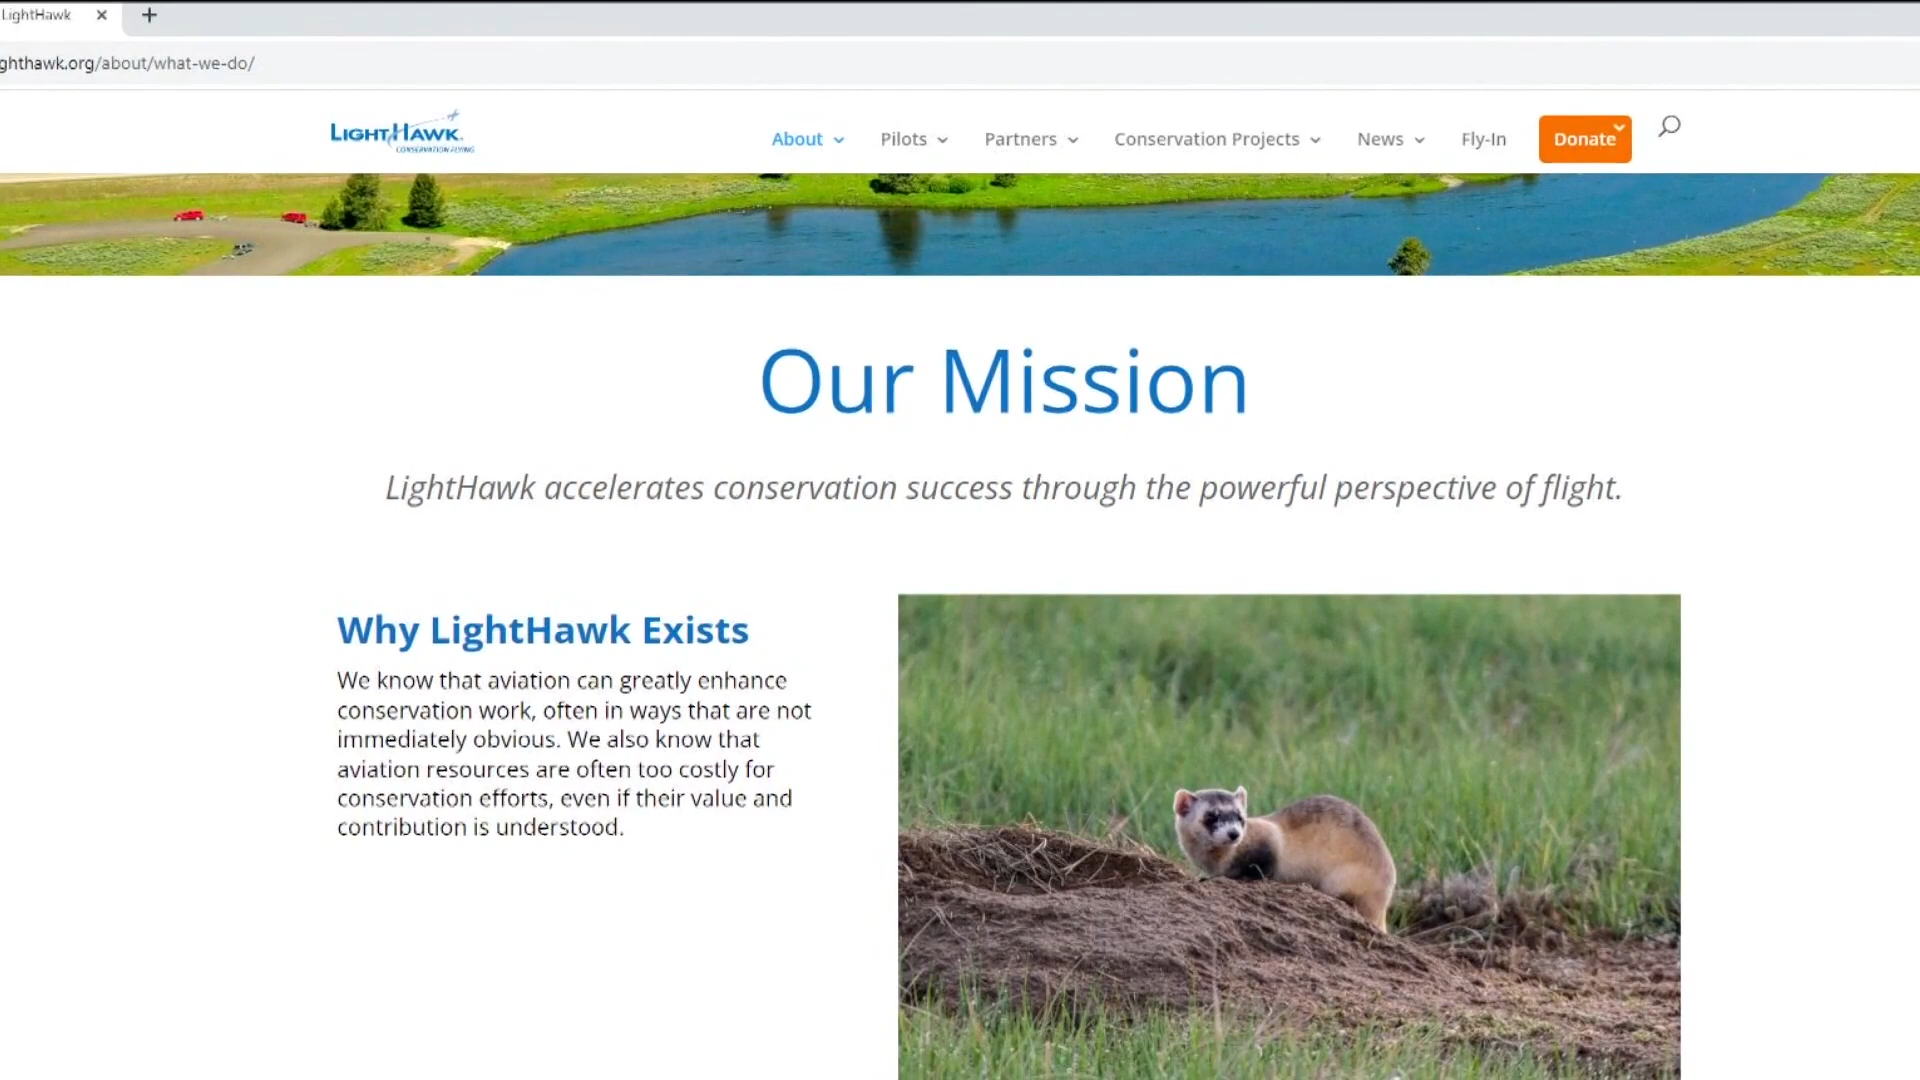 LightHawk
ghthawk.org/about/what-we-do/
LIGHTHAWK
CONSERVATION FLYING
About Pilots Partners Conservation Projects News Fly-In Donate
Our Mission
LightHawk accelerates conservation success through the powerful perspective of flight.
Why LightHawk Exists
We know that aviation can greatly enhance
conservation work, often in ways that are not
immediately obvious. We also know that
aviation resources are often too costly for
conservation efforts, even if their value and
contribution is understood.